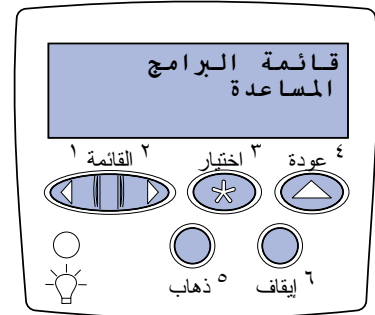 قائمة البرامج
المساعدة
٤ عودة ٣ اختيار ٢ القائمة ١
٦ إيقاف ٥ ذهاب